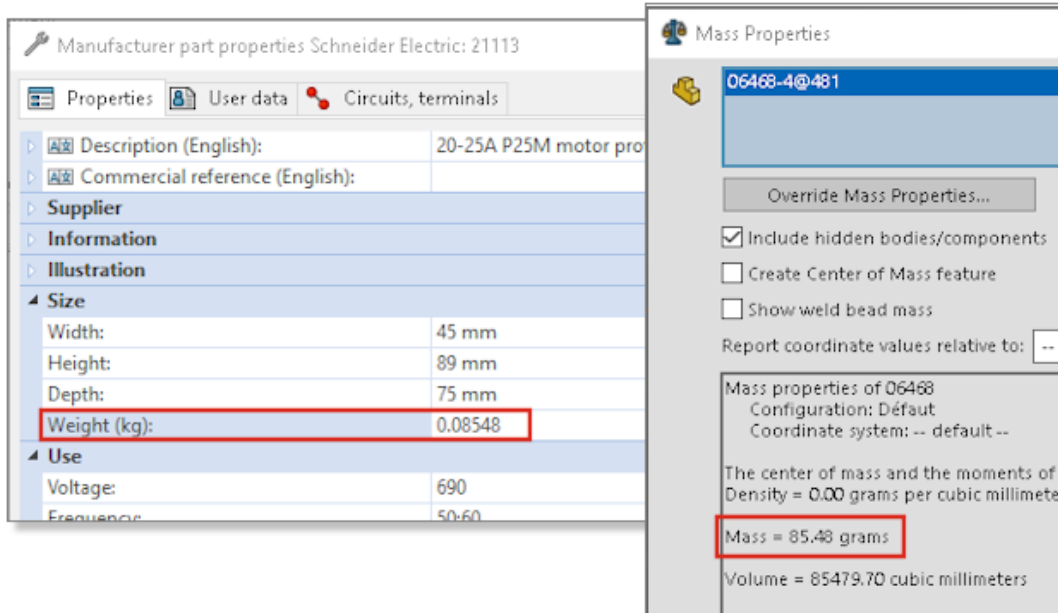 Manufacturer part properties Schneider Electric: 21113
Properties User data Circuits, terminals
Description (English): 20-25A P25M motor
Commercial reference (English):
Supplier
Information
Illustration
Size
Width: 45 mm
Height: 89 mm
Depth: 75 mm
Weight (kg): 0.08548
Use
Voltage: 690
Frequency: 50;60
Mass Properties
06468-4@481
Override Mass Properties...
Include hidden bodies/components
Create Center of Mass feature
Show weld bead mass
Report coordinate values relative to: --
Mass properties of 06468
Configuration: Défaut
Coordinate system: -- default --
The center of mass and the moments of
Density = 0.00 grams per cubic
Mass = 85.48 grams
Volume = 85479.70 cubic millimeters